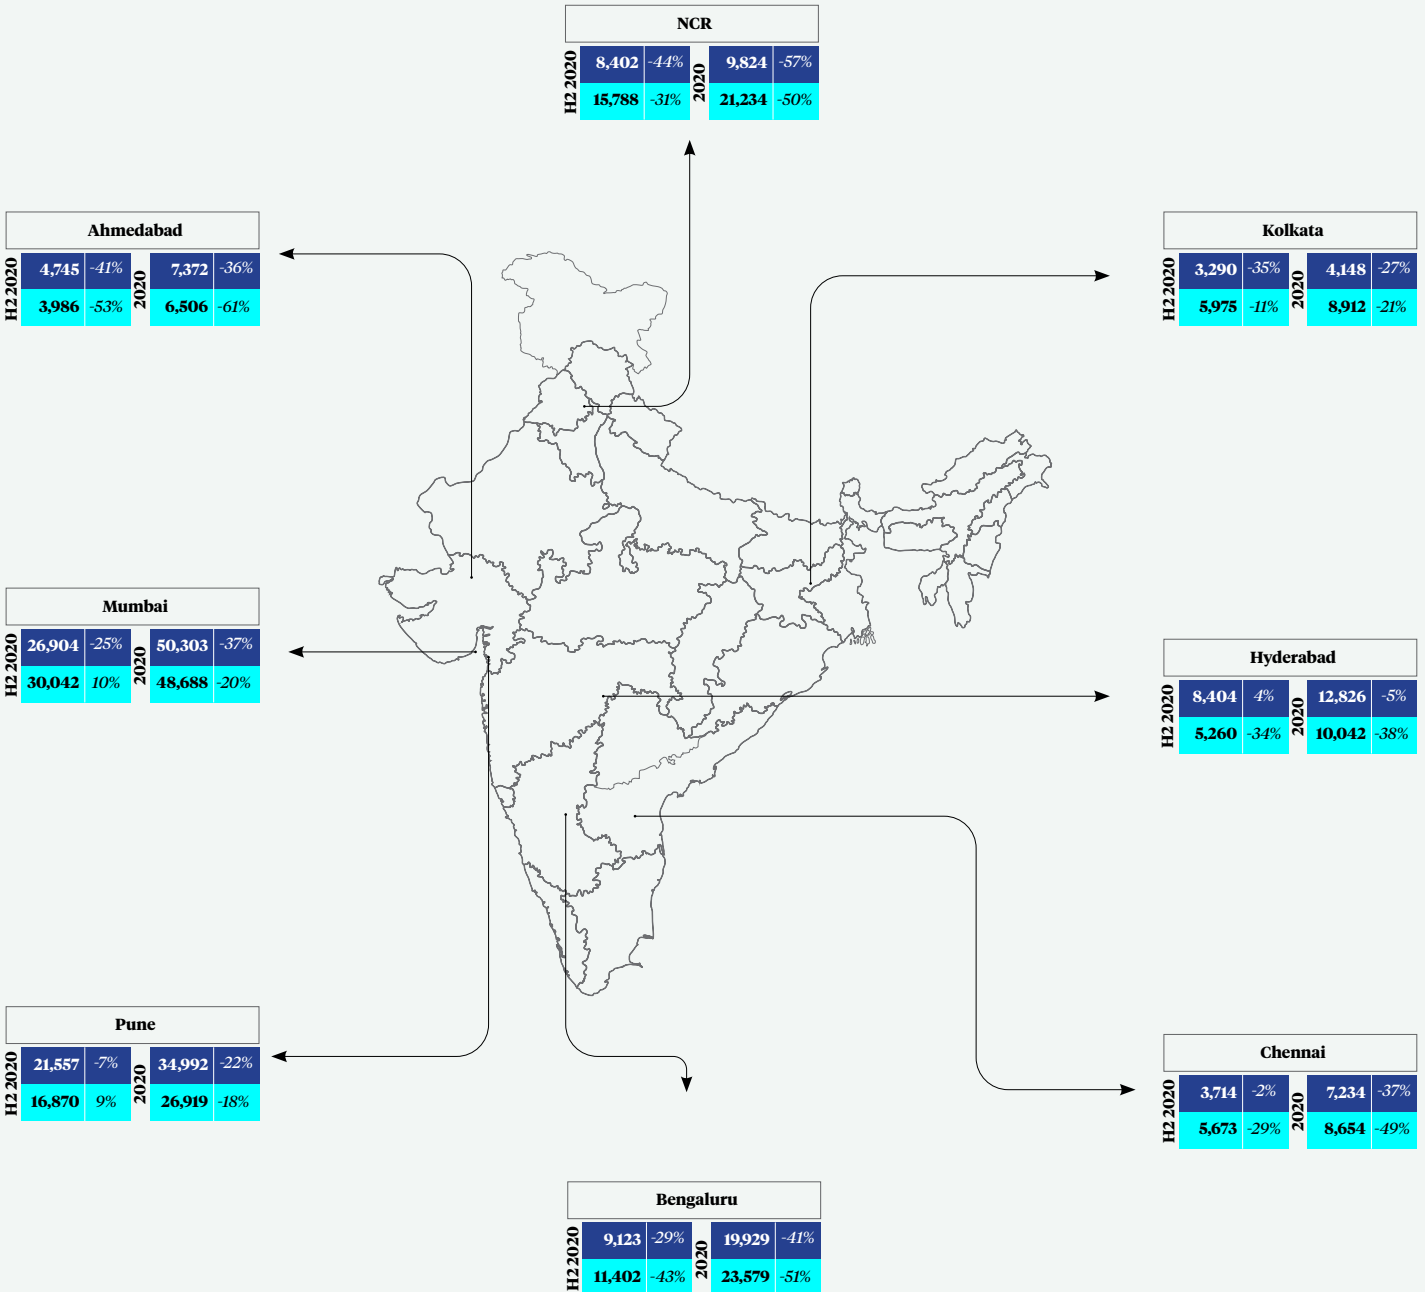 NCR
H2 2020
8,402 -44%
15,788 -31%
2020
9,824 -57%
21,234 -50%
Ahmedabad
H2 2020
4,745 -41%
3,986 -53%
2020
7,372 -36%
6,506 -61%
Kolkata
H2 2020
3,290 -35%
5,975 -11%
2020
4,148 -27%
8,912 -21%
Mumbai
H2 2020
26,904 -25%
30,042 10%
2020
50,303 -37%
48,688 -20%
Hyderabad
H2 2020
8,404 4%
5,260 -34%
2020
12,826 -5%
10,042 -38%
Pune
H2 2020
21,557 -7%
16,870 9%
2020
34,992 -22%
26,919 -18%
Chennai
H2 2020
3,714 -2%
5,673 -29%
2020
7,234 -37%
8,654 -49%
Bengaluru
H2 2020
9,123 -29%
11,402 -43%
2020
19,929 -41%
23,579 -51%